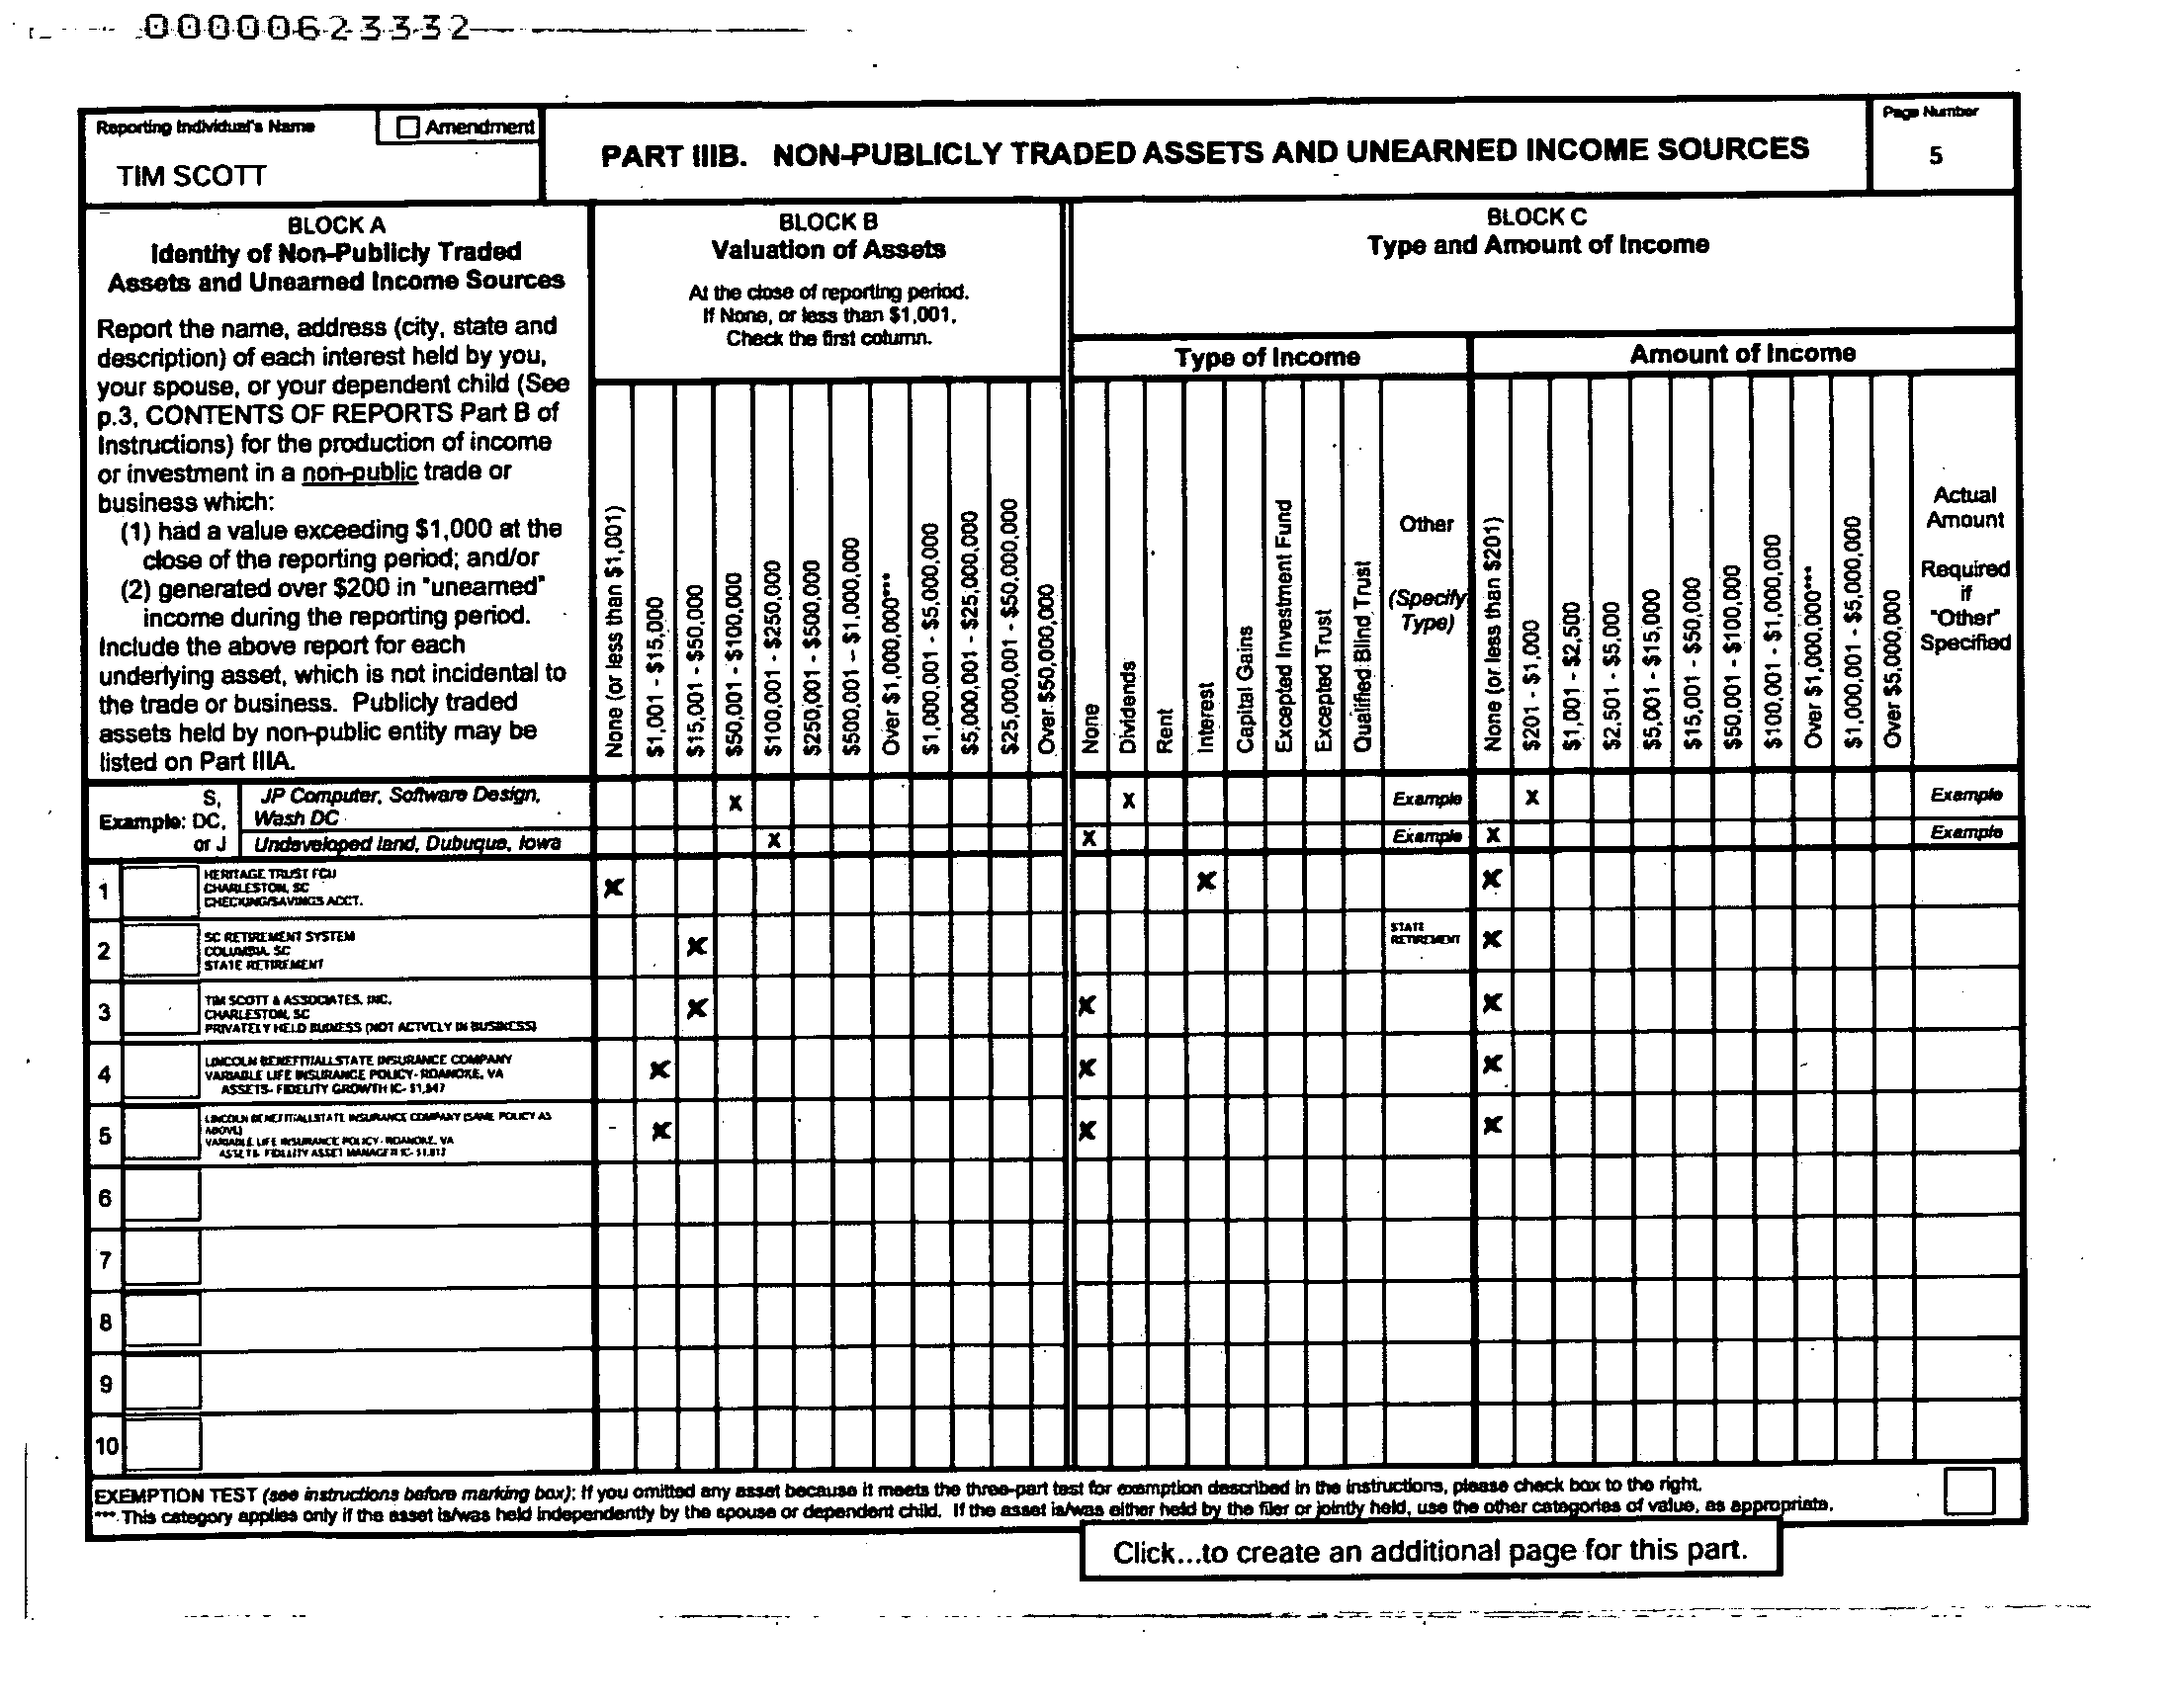 00000623332
Reporting Individual's Name
Amendment
TIM SCOTT
PART IIIB. NON-PUBLICLY TRADED ASSETS AND UNEARNED INCOME SOURCES
Page Number
5
BLOCK A
Identity of Non-Publicly Traded
Assets and Unearned Income Sources
Report the name, address (city, state and
description) of each interest held by you,
your spouse, or your dependent child (See
p.3, CONTENTS OF REPORTS Part B of
Instructions) for the production of income
or investment in a non-public trade or
business which:
(1) had a value exceeding $1,000 at the
close of the reporting period; and/or
(2) generated over $200 in "unearned"
income during the reporting period.
Include the above report for each
underlying asset, which is not incidental to
the trade or business. Publicly traded
assets held by non-public entity may be
listed on Part IIIA.
BLOCK B
Valuation of Assets
At the close of reporting period.
If None, or less than $1,001,
Check the first column.
None (or less than $1,001)
$1,001 - $15,000
$15,001 - $50,000
$50,001 - $100,000
$100,001 - $250,000
$250,001 - $500,000
$500,001 - $1,000,000
Over $1,000,000***
$1,000,001 - $5,000,000
$5,000,001 - $25,000,000
$25,000,001 - $50,000,000
Over $50,000,000
BLOCK C
Type and Amount of Income
Type of Income
None
Dividends
Rent
Interest
Capital Gains
Excepted Investment Fund
Excepted Trust
Qualified Blind Trust
Other
(Specify
Type)
Amount of Income
None (or less than $201)
$201 - $1,000
$1,001 - $2,500
$2,501 - $5,000
$5,001 - $15,000
$15,001 - $50,000
$50,001 - $100,000
$100,001 - $1,000,000
Over $1,000,000***
$1,000,001 - $5,000,000
Over $5,000,000
Actual
Amount
Required
if
"Other"
Specified
Example: S, DC, or J
JP Computer, Software Design,
Wash DC
X X Example X Example
Undeveloped land, Dubuque, Iowa
X X Example X Example
1
HERITAGE TRUST FCU
CHARLESTON, SC
CHECKING/SAVINGS ACCT.
X X X
2
SC RETIREMENT SYSTEM
COLUMBIA, SC
STATE RETIREMENT
X
STATE
RETIREMENT
X
3
TIM SCOTT & ASSOCIATES, INC.
CHARLESTON, SC
PRIVATELY HELD BUSINESS (NOT ACTVELY IN BUSINESS)
X X X
4
LINCOLN BENEFIT/ALLSTATE INSURANCE COMPANY
VARIABLE LIFE INSURANCE POLICY- ROANOKE, VA
ASSETS- FIDELITY GROWTH IC-
X X X
5
LINCOLN BENEFIT/ALLSTATE INSURANCE COMPANY (SAME POLICY AS
ABOVE)
VARIABLE LIFE INSURANCE POLICY- ROANOKE, VA
ASSETS- FIDELITY ASSET MANAGER IC-
X X X
6
7
8
9
10
EXEMPTION TEST (see instructions before marking box): If you omitted any asset because it meets the three-part test for exemption described in the instructions, please check box to the right.
*** This category applies only if the asset is/was held independently by the spouse or dependent child. If the asset is/was either held by the filer or jointly held, use the other categories of value, as appropriate.
Click...to create an additional page for this part.